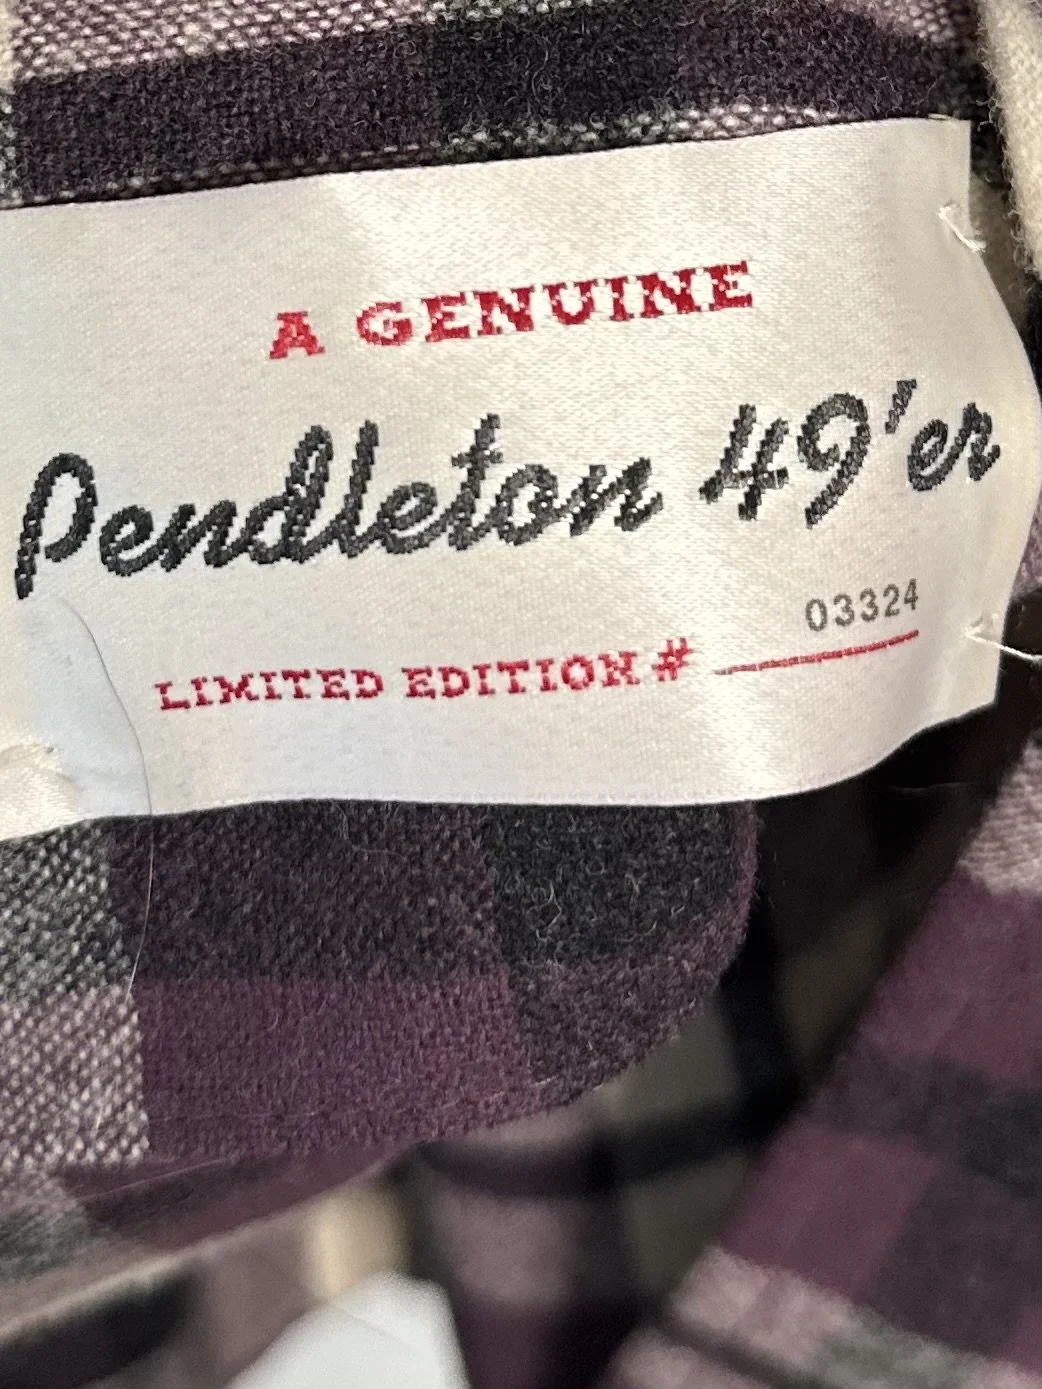 A GENUINE
Pendleton 49'er
03324
LIMITED EDITION #